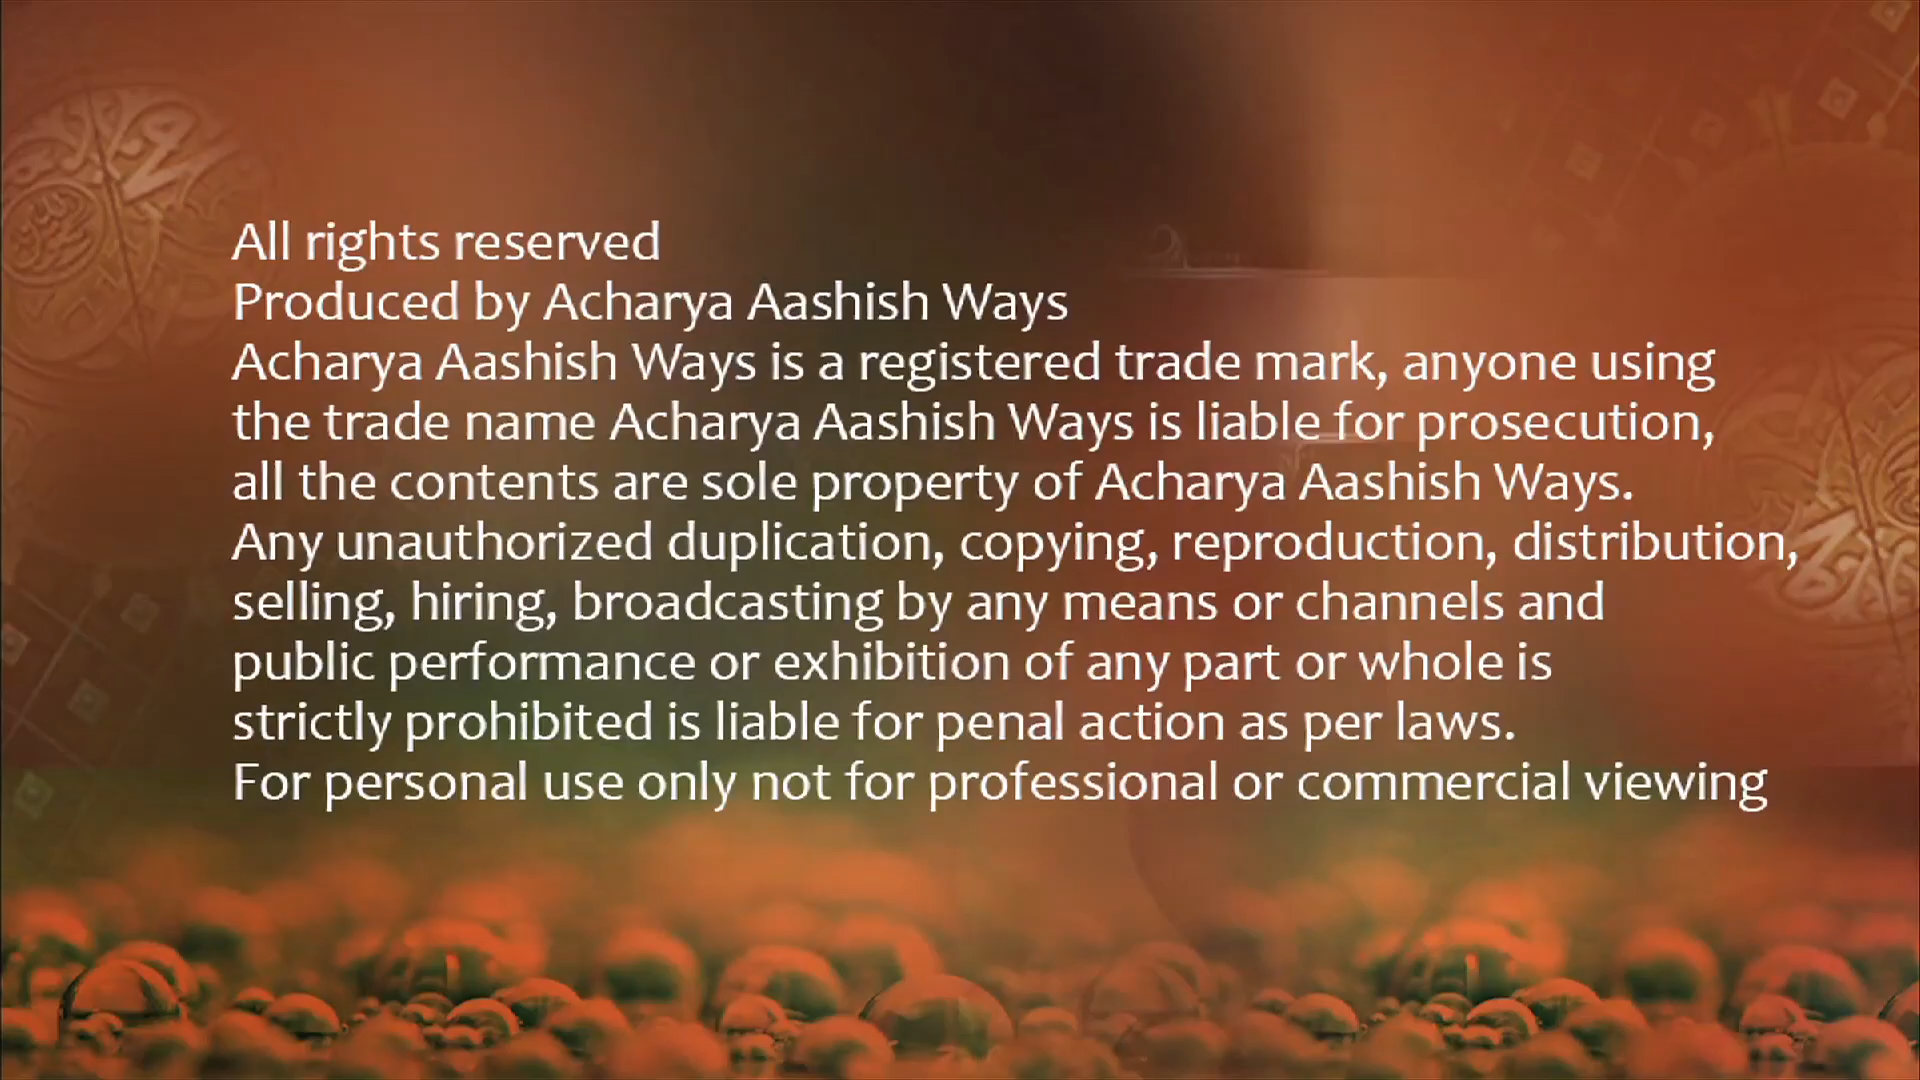 All rights reserved
Produced by Acharya Aashish Ways
Acharya Aashish Ways is a registered trade mark, anyone using
the trade name Acharya Aashish Ways is liable for prosecution,
all the contents are sole property of Acharya Aashish Ways.
Any unauthorized duplication, copying, reproduction, distribution,
selling, hiring, broadcasting by any means or channels and
public performance or exhibition of any part or whole is
strictly prohibited is liable for penal action as per laws.
For personal use only not for professional or commercial viewing